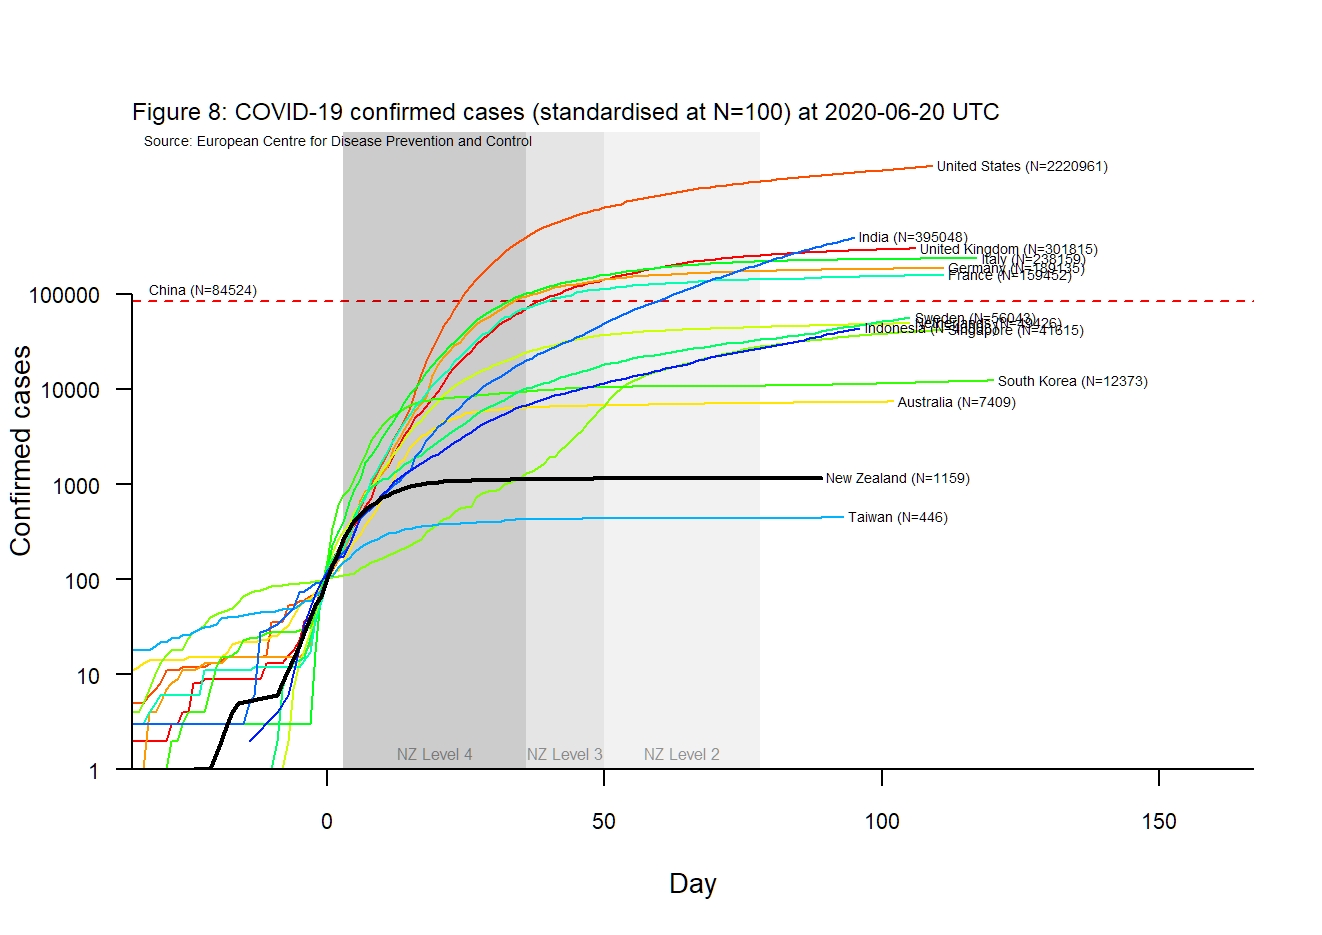 Figure 8: COVID-19 confirmed cases (standardised at N=100) at 2020-06-20 UTC
Source: European Centre for Disease Prevention and Control
United States (N=2220961)
India (N=395048)
United Kingdom (N=301815)
Italy (N=238159)
Germany (N=189135)
France (N=159452)
China (N=84524)
Sweden (N=56043)
Netherlands (N=49426)
Indonesia
Singapore (N=41615)
South Korea (N=12373)
Australia (N=7409)
New Zealand (N=1159)
Taiwan (N=446)
100000
10000
1000
100
10
1
Confirmed cases
NZ Level 4
NZ Level 3
NZ Level 2
0
50
100
150
Day